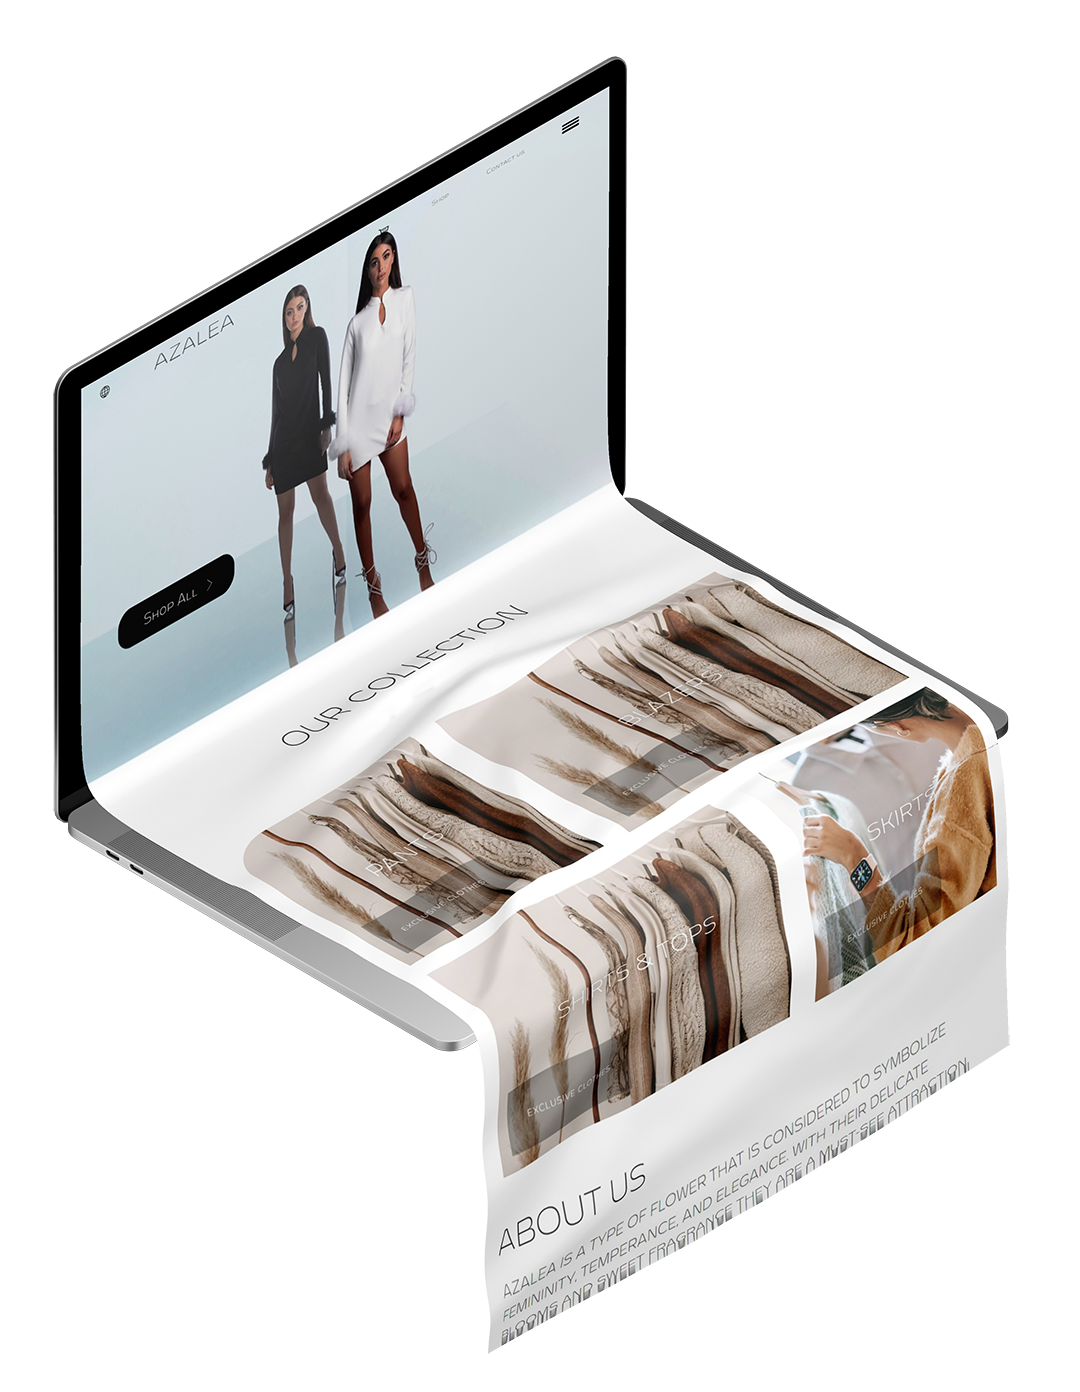 Contact us
Shop
AZALEA
Shop All
OUR COLLECTION
BLAZERS
EXCLUSIVE CLOTHES
PANTS
EXCLUSIVE CLOTHES
SKIRTS
EXCLUSIVE CLOTHES
SHIRTS & TOPS
EXCLUSIVE CLOTHES
ABOUT US
AZALEA IS A TYPE OF FLOWER THAT IS CONSIDERED TO SYMBOLIZE
FEMININITY, TEMPERANCE, AND ELEGANCE. WITH THEIR DELICATE
BLOOMS AND SWEET FRAGRANCE THEY ARE A MUST-SEE ATTRACTION,